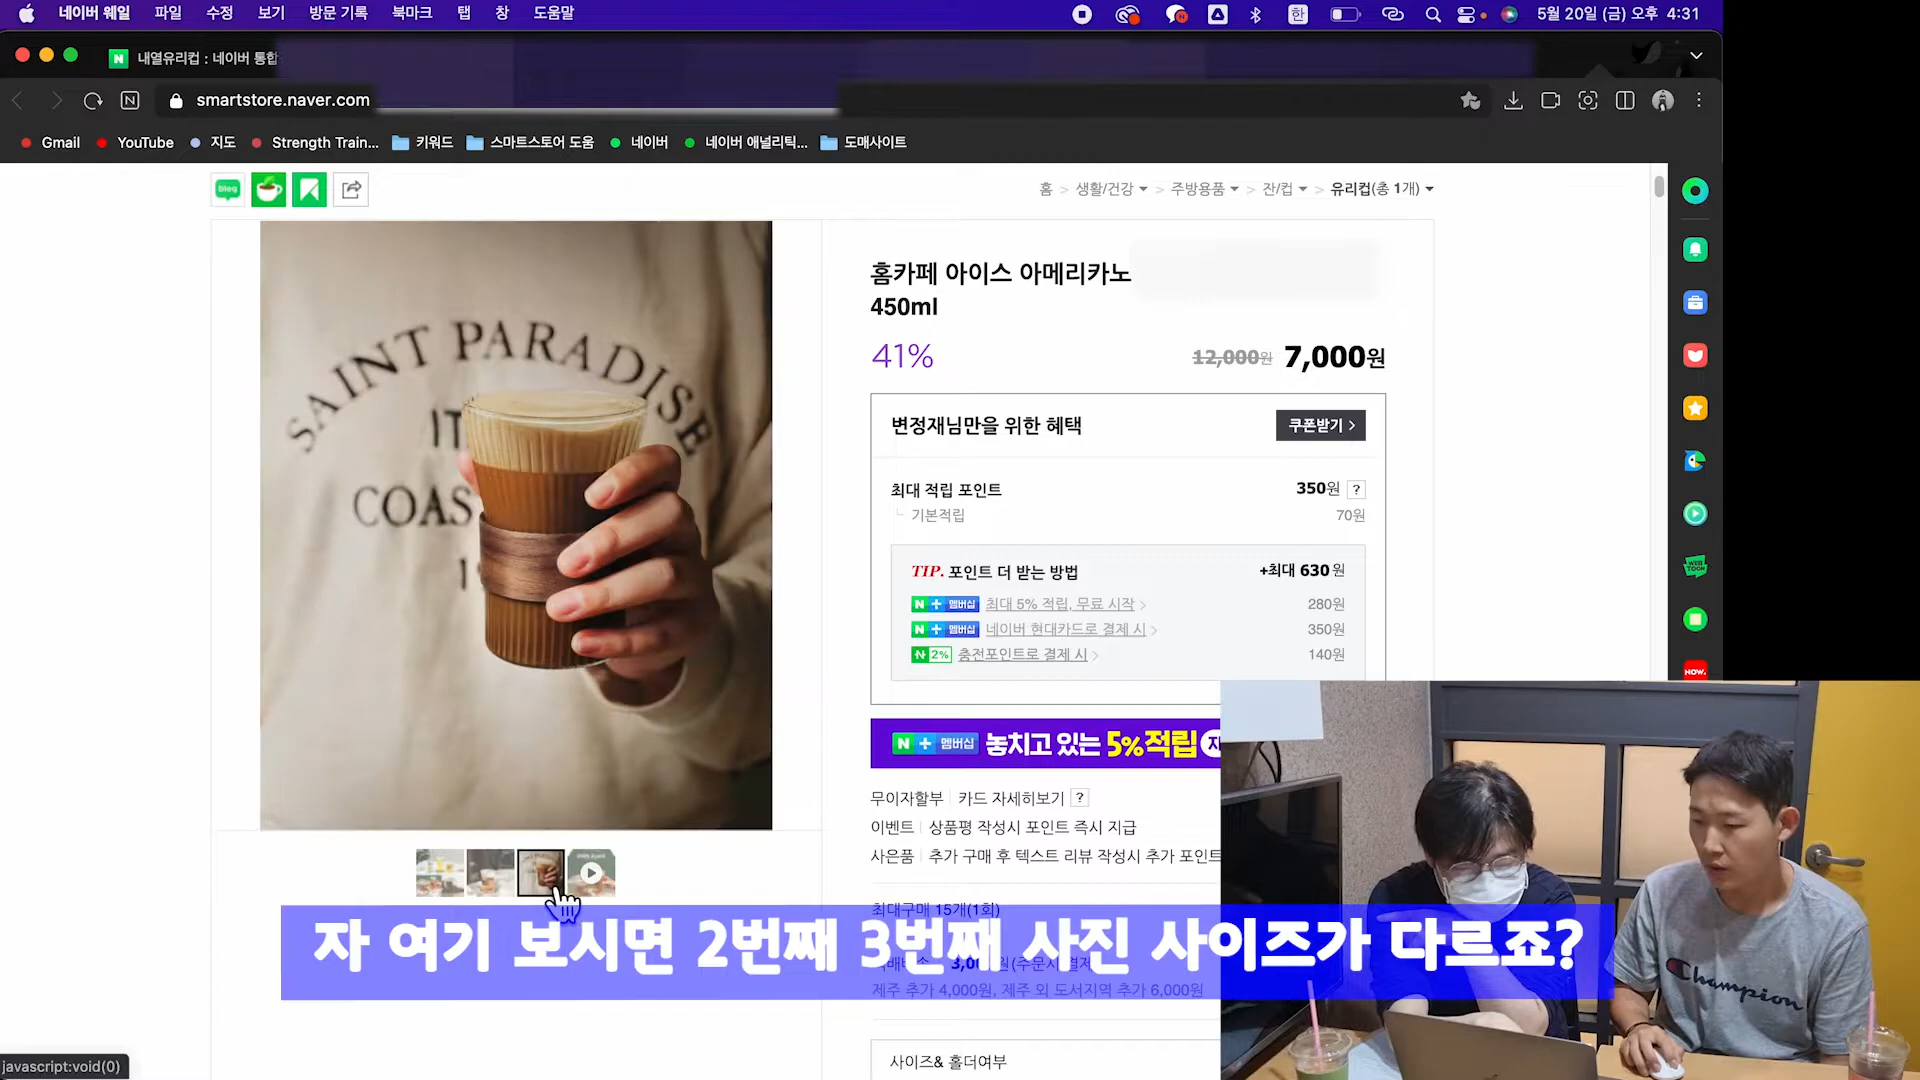 네이버 웨일 파일 수정 보기 방문 기록 북마크 탭 창 도움말
한 5월 20일 (금) 오후 4:31
내열유리컵 : 네이버 통합
smartstore.naver.com
Gmail YouTube 지도 Strength Train... 키워드 스마트스토어 도움 네이버 네이버 애널리틱... 도매사이트
Blog
홈 > 생활/건강 > 주방용품 > 잔/컵 > 유리컵(총 1개)
SAINT PARADISE
IT
COAS
홈카페 아이스 아메리카노
450ml
41% 12,000원 7,000원
변정재님만을 위한 혜택 쿠폰받기 >
최대 적립 포인트 350원 ?
기본적립 70원
TIP. 포인트 더 받는 방법 +최대 630원
N + 멤버십 최대 5% 적립, 무료 시작 > 280원
N + 멤버십 네이버 현대카드로 결제 시 > 350원
N 2% 충전포인트로 결제 시 > 140원
WEB TOON
NOW.
N + 멤버십 놓치고 있는 5%적립
무이자할부 카드 자세히보기 ?
이벤트 상품평 작성시 포인트 즉시 지급
사은품 추가 구매 후 텍스트 리뷰 작성시 추가 포인트
최대구매 15개(1회)
자 여기 보시면 2번째 3번째 사진 사이즈가 다르죠?
제주 추가 4,000원, 제주 외 도서지역 추가 6,000원
사이즈& 홀더여부
Champion
javascript:void(0)